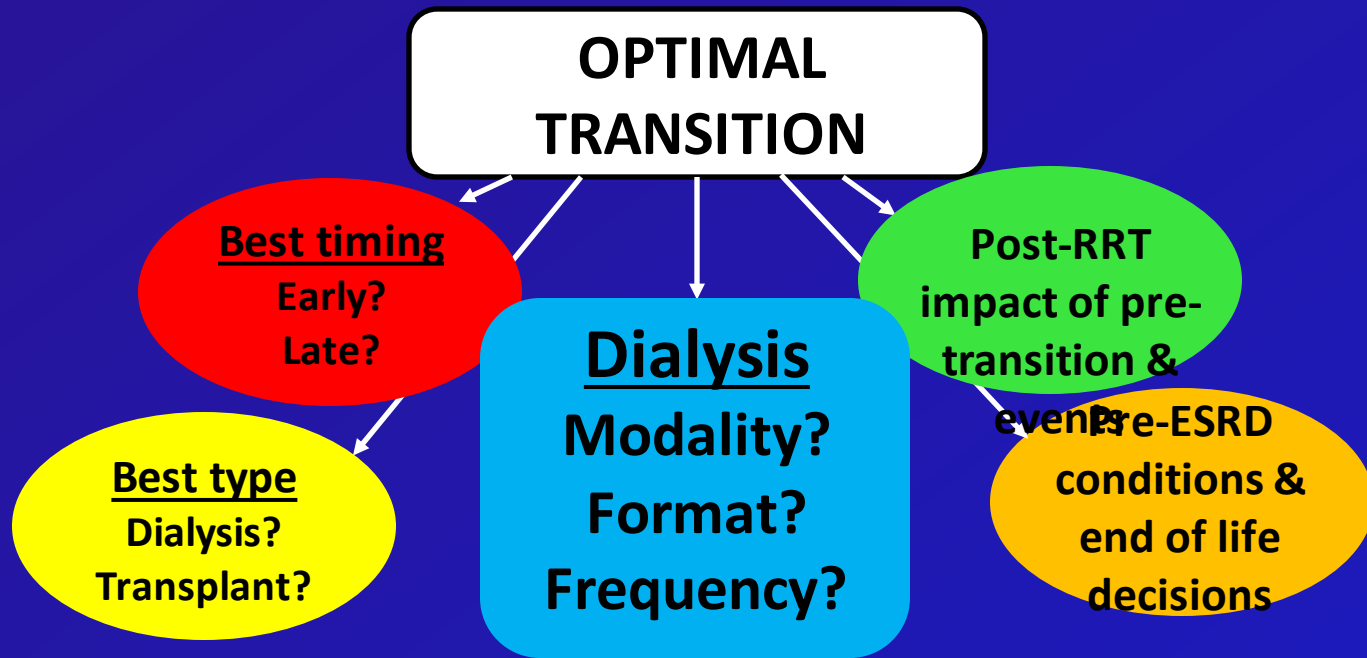 OPTIMAL
TRANSITION
Best timing
Early?
Late?
Best type
Dialysis?
Transplant?
Dialysis
Modality?
Format?
Frequency?
Post-RRT
impact of pre-
transition &
events
Pre-ESRD
conditions &
end of life
decisions